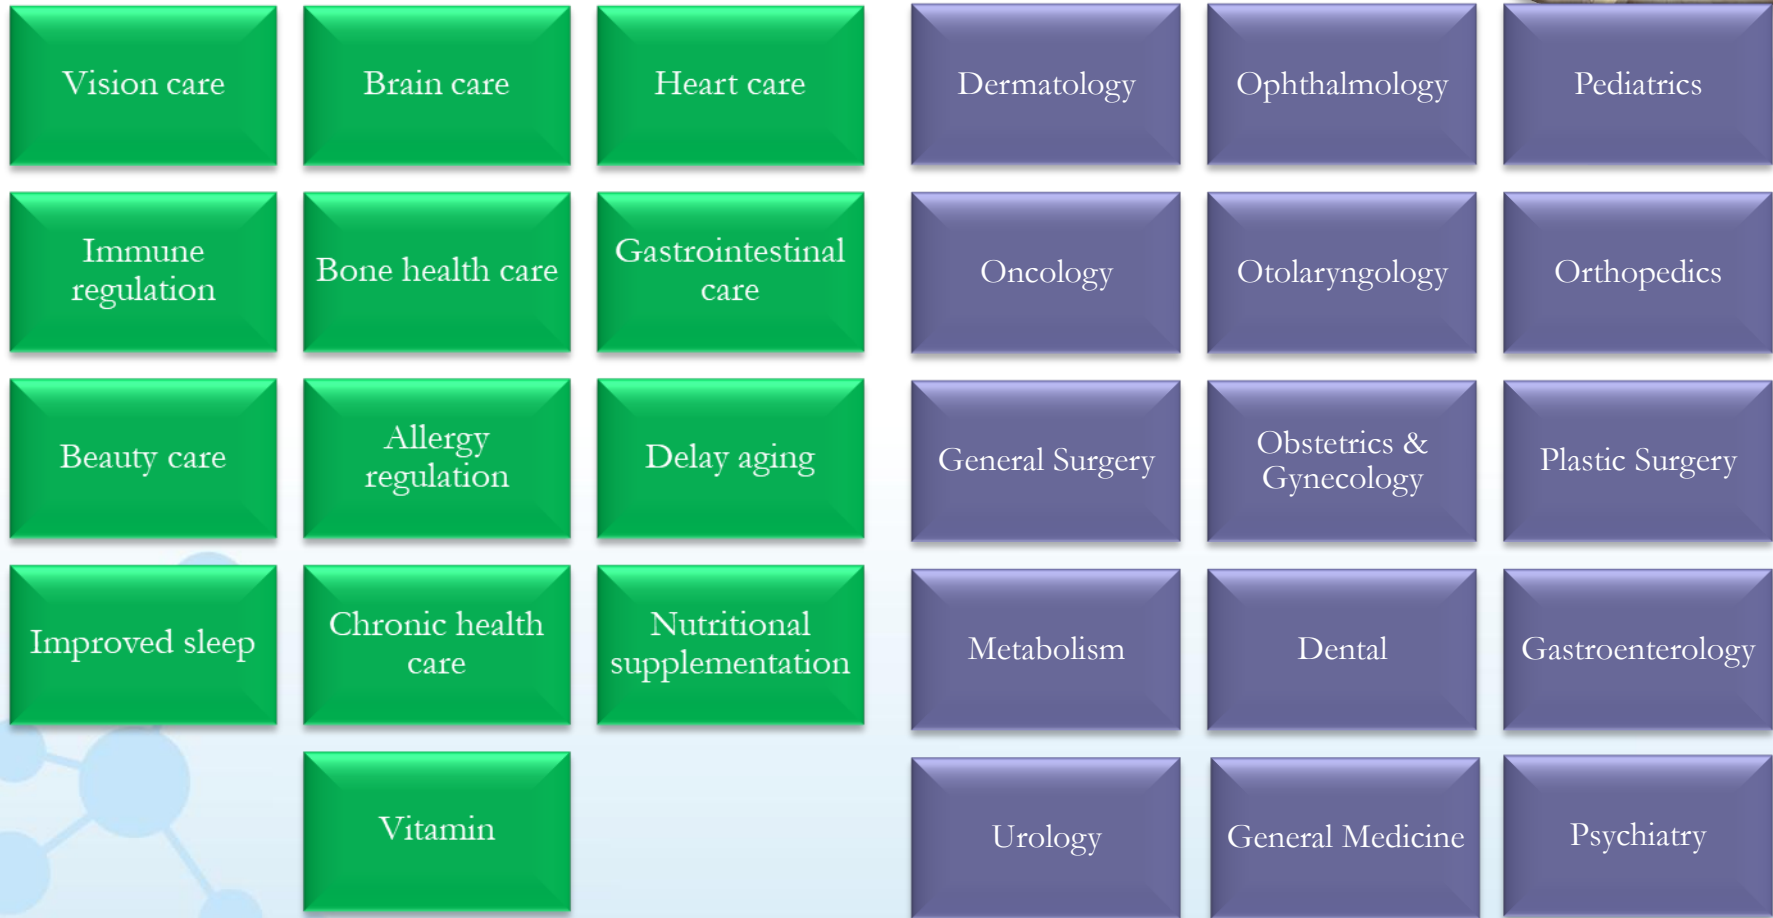 Vision care
Brain care
Heart care
Immune
regulation
Bone health care
Gastrointestinal
care
Beauty care
Allergy
regulation
Delay aging
Improved sleep
Chronic health
care
Nutritional
supplementation
Vitamin
Dermatology
Ophthalmology
Pediatrics
Oncology
Otolaryngology
Orthopedics
General Surgery
Obstetrics &
Gynecology
Plastic Surgery
Metabolism
Dental
Gastroenterology
Urology
General Medicine
Psychiatry